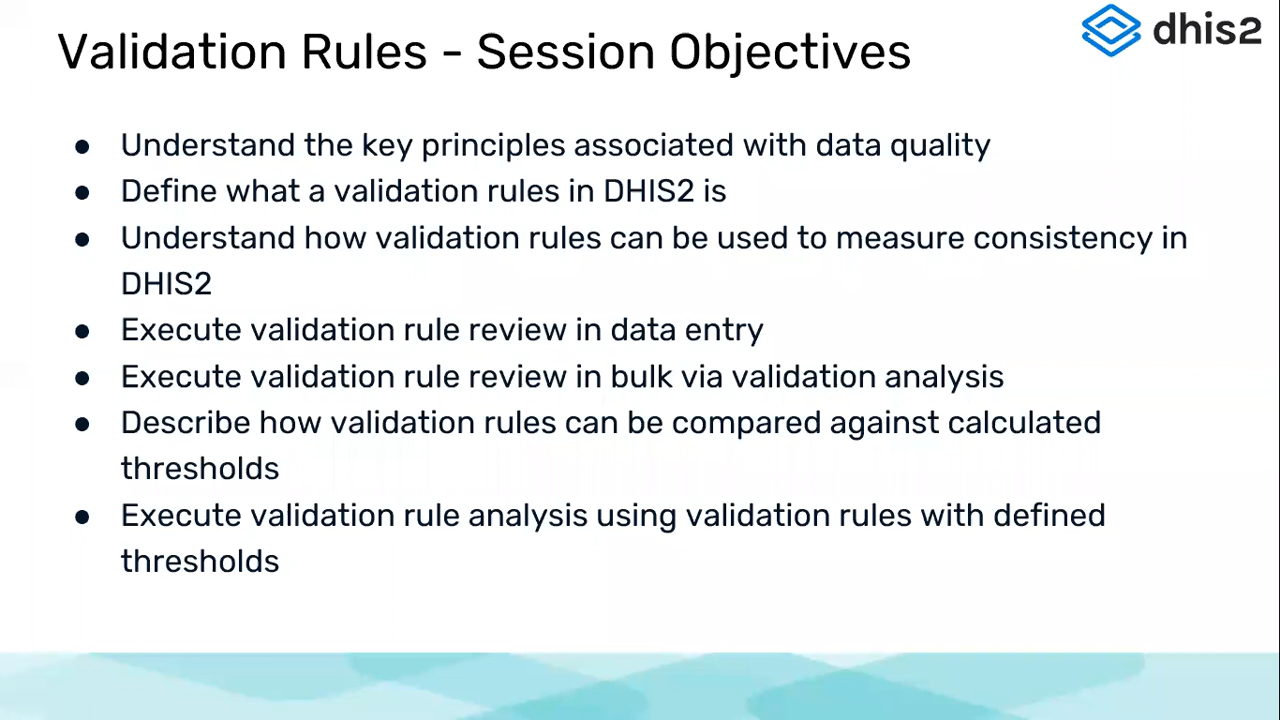 Validation Rules - Session Objectives
dhis2
● Understand the key principles associated with data quality
● Define what a validation rules in DHIS2 is
● Understand how validation rules can be used to measure consistency in
DHIS2
● Execute validation rule review in data entry
● Execute validation rule review in bulk via validation analysis
● Describe how validation rules can be compared against calculated
thresholds
● Execute validation rule analysis using validation rules with defined
thresholds